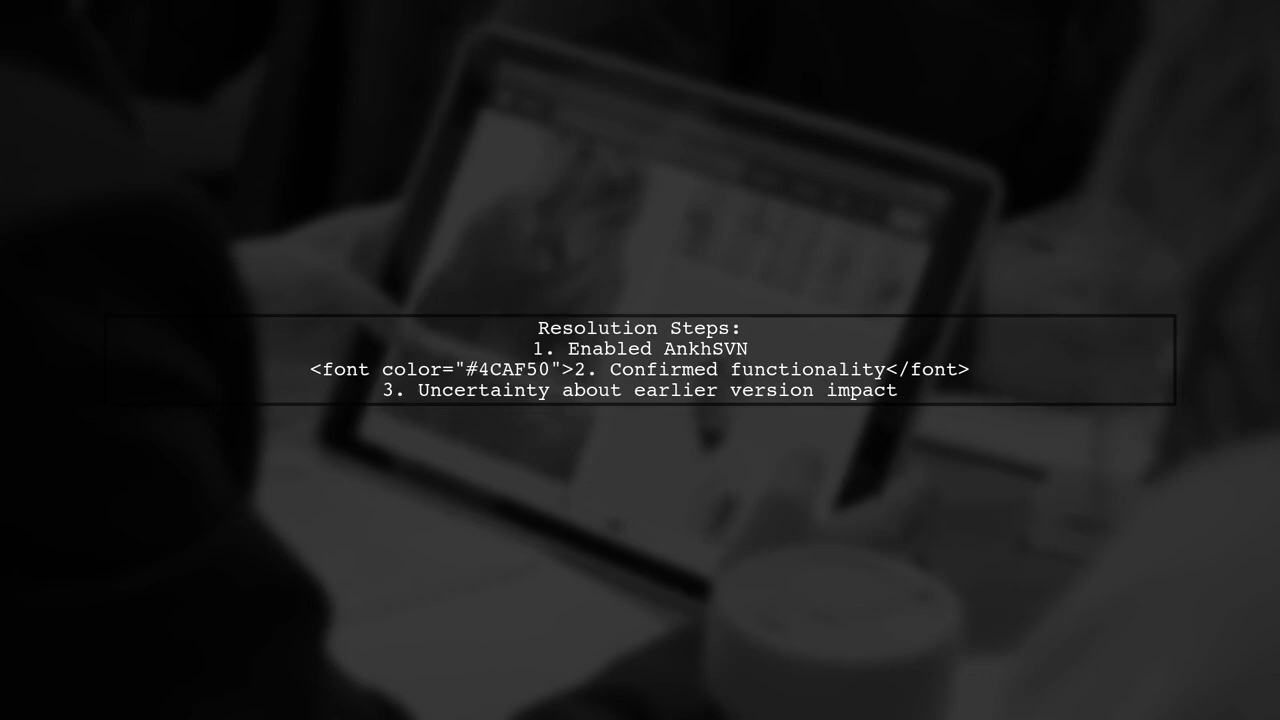 Resolution Steps:
1. Enabled AnkhSVN
<font color="#4CAF50">2. Confirmed functionality</font>
3. Uncertainty about earlier version impact